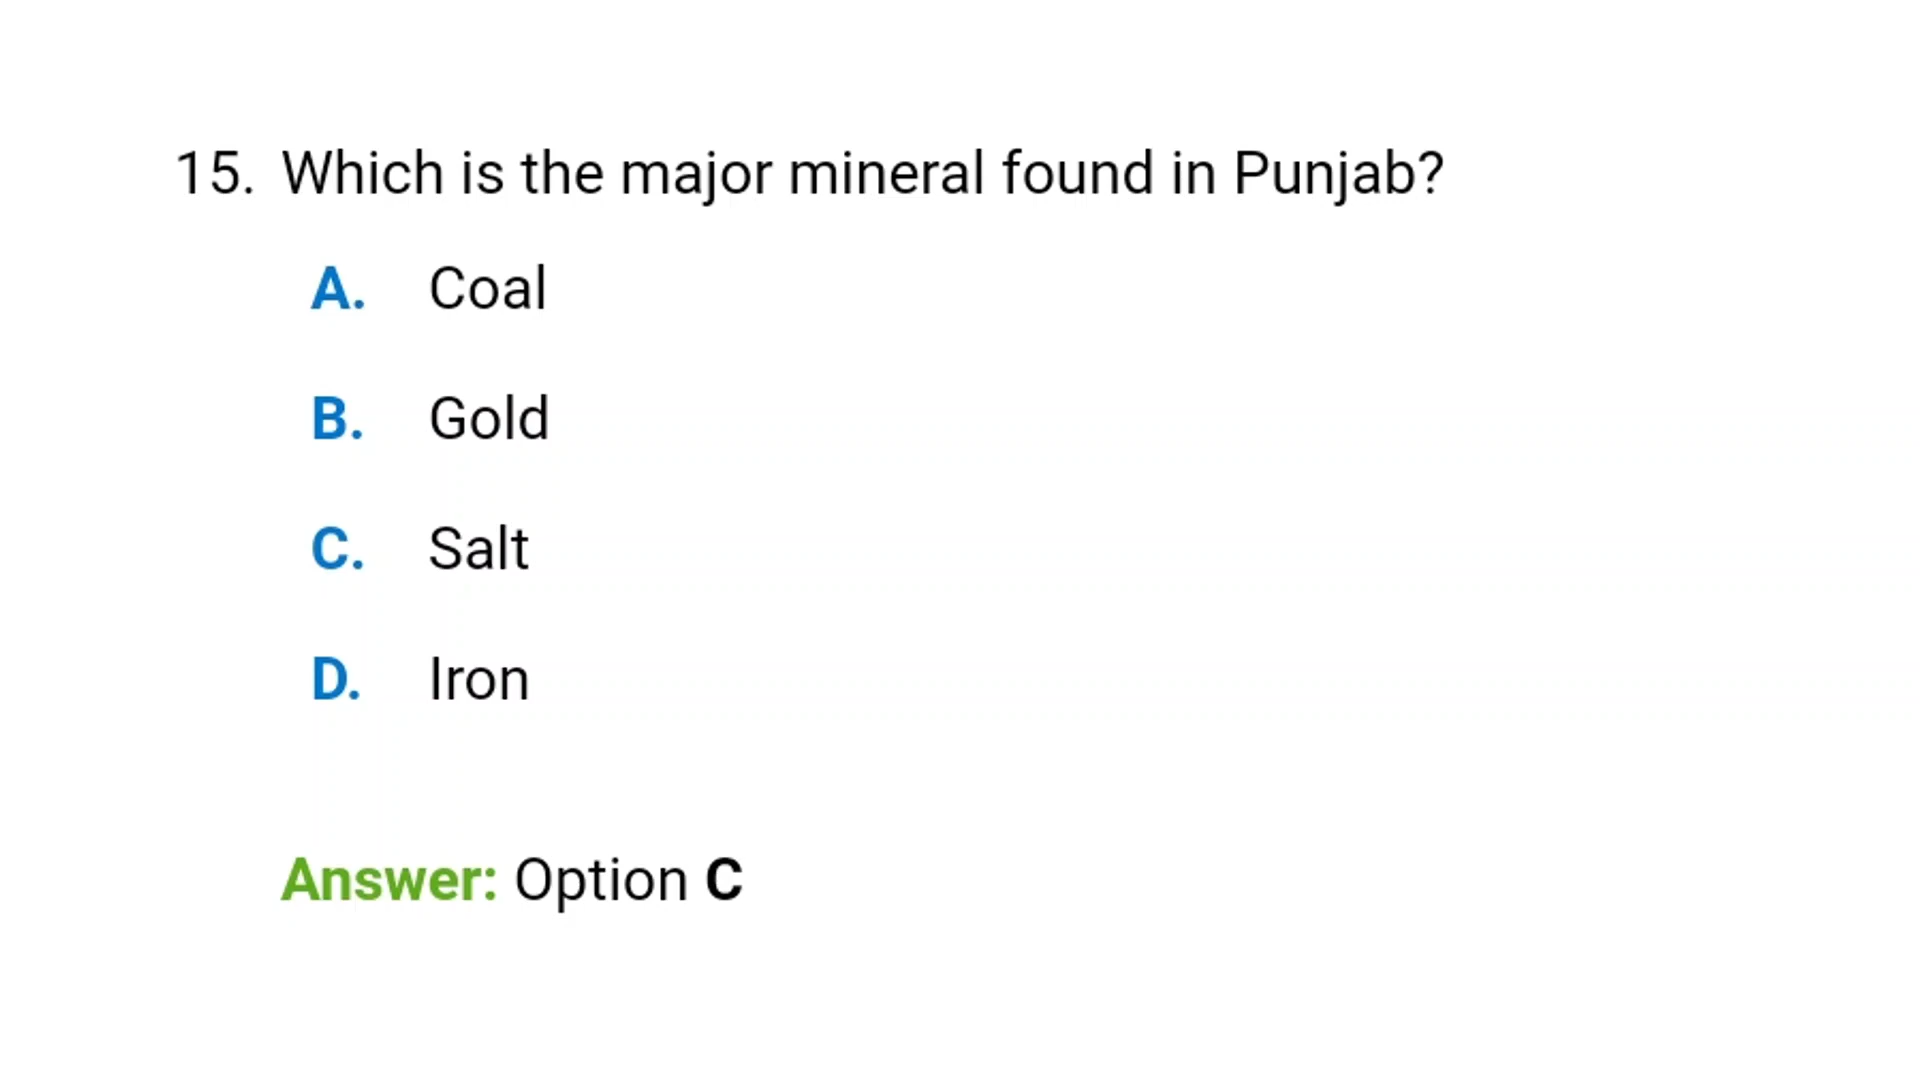 15. Which is the major mineral found in Punjab?
A. Coal
B. Gold
C. Salt
D. Iron
Answer: Option C